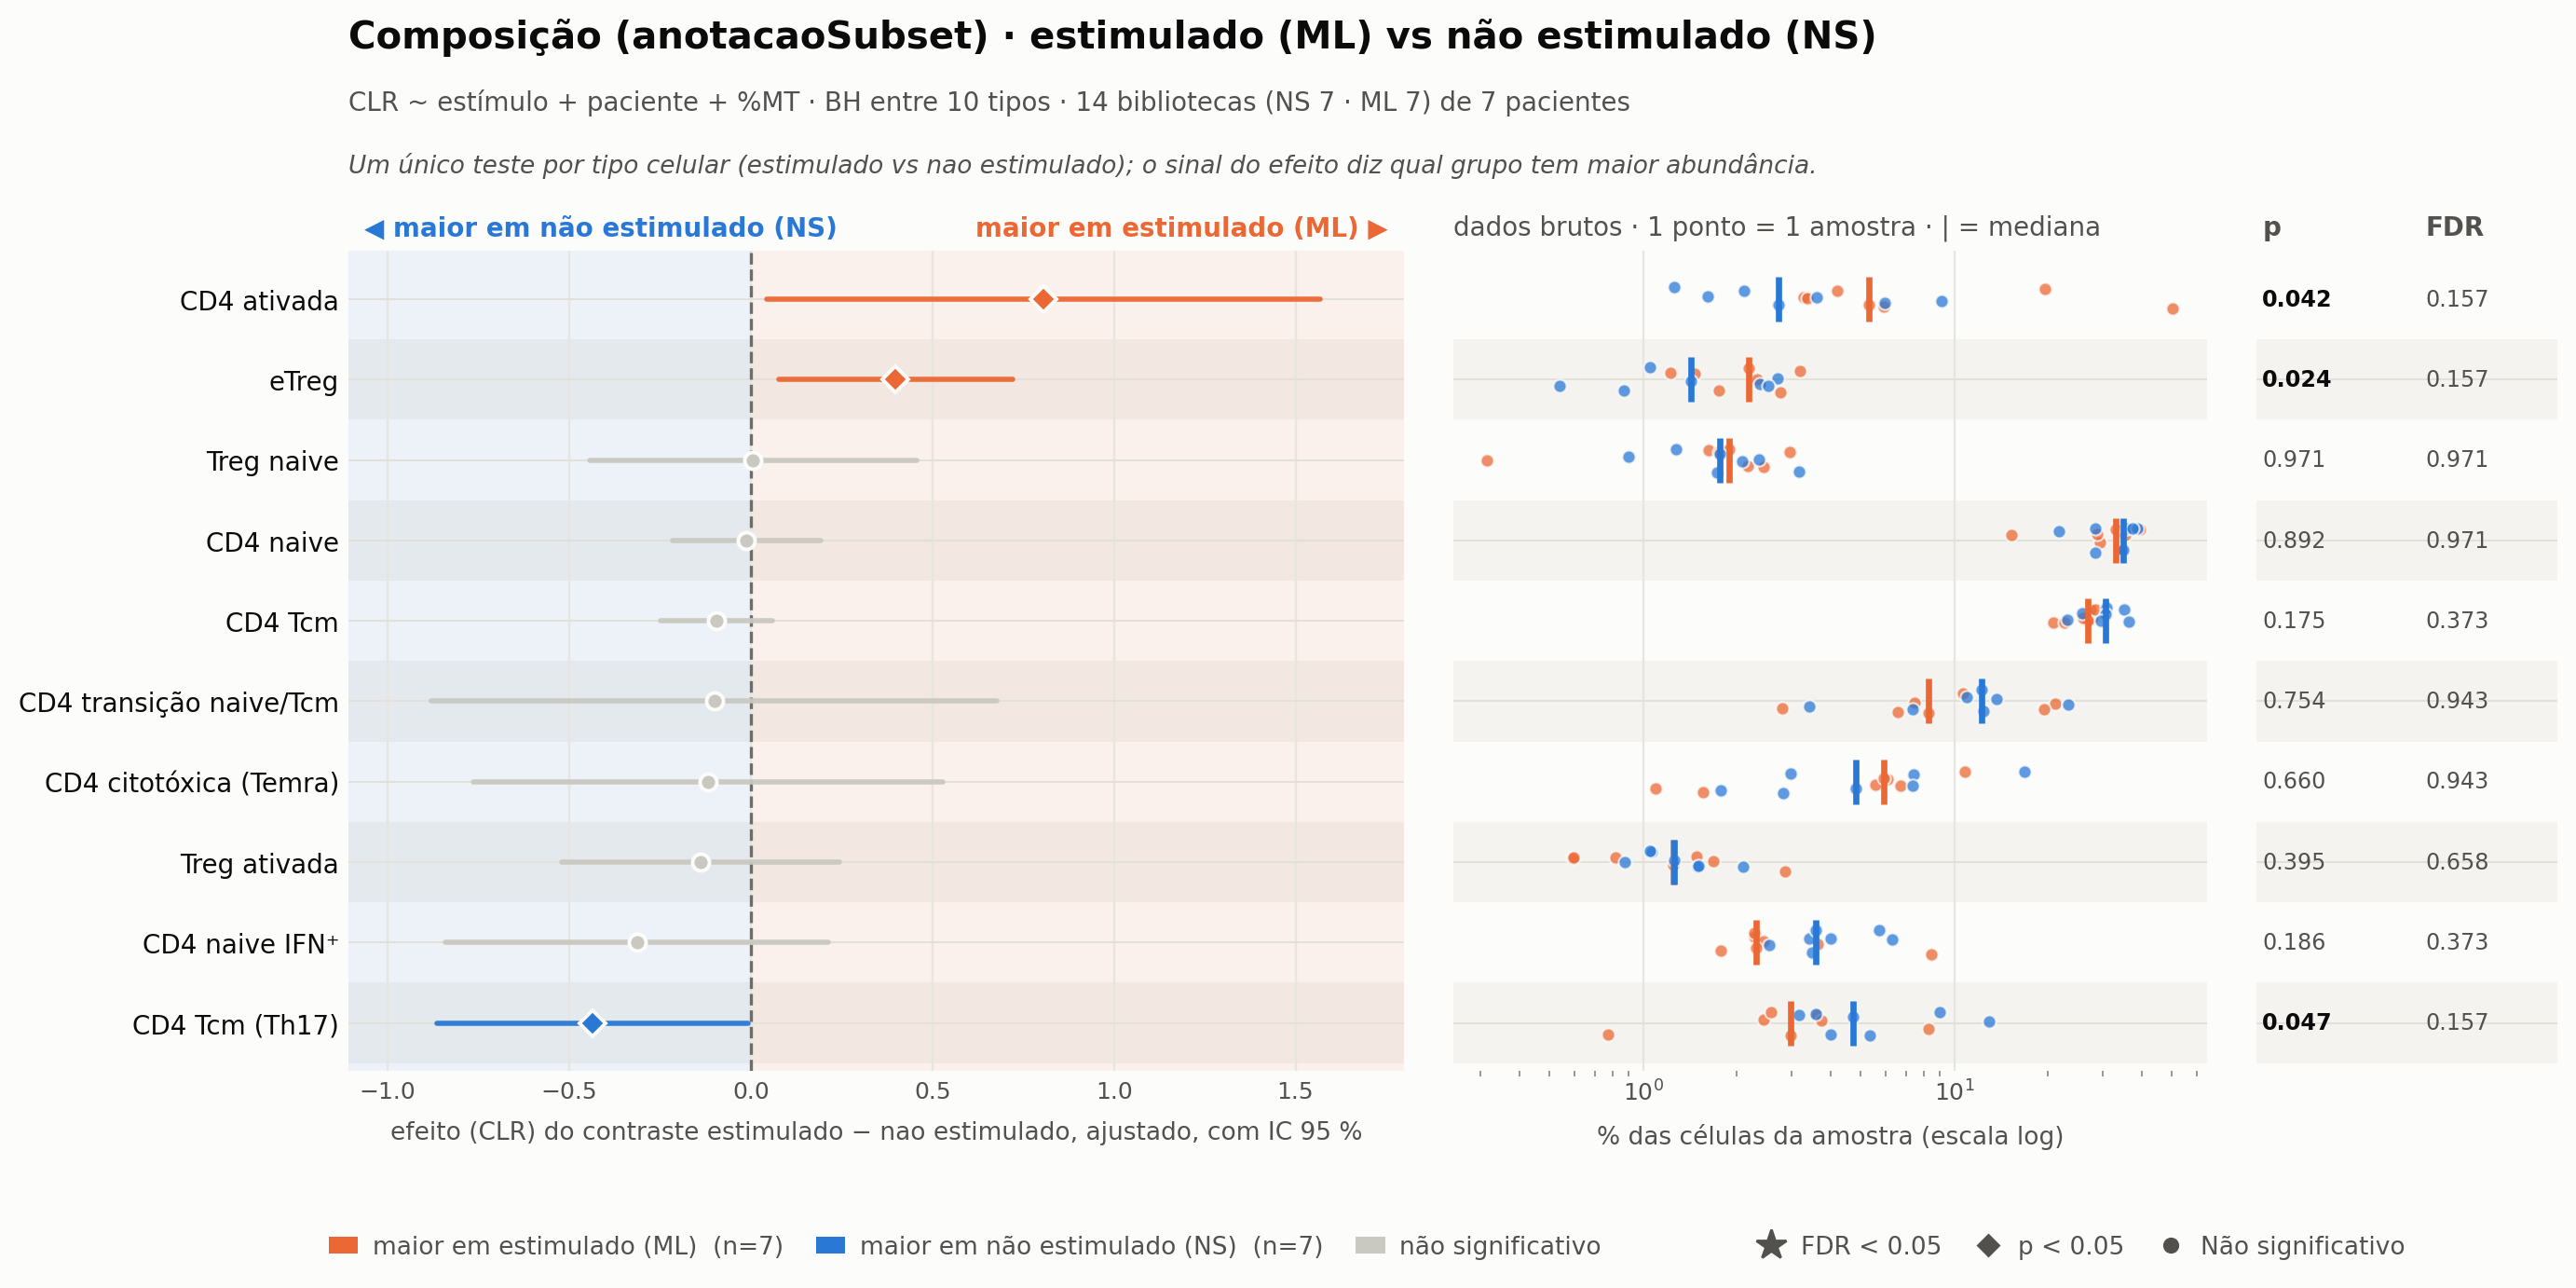 Composição (anotacaoSubset) · estimulado (ML) vs não estimulado (NS)
CLR ~ estímulo + paciente + %MT · BH entre 10 tipos · 14 bibliotecas (NS 7 · ML 7) de 7 pacientes
Um único teste por tipo celular (estimulado vs nao estimulado); o sinal do efeito diz qual grupo tem maior abundância.
◀ maior em não estimulado (NS) maior em estimulado (ML) ▶ dados brutos · 1 ponto = 1 amostra · | = mediana p FDR
CD4 ativada 0.042 0.157
eTreg 0.024 0.157
Treg naive 0.971 0.971
CD4 naive 0.892 0.971
CD4 Tcm 0.175 0.373
CD4 transição naive/Tcm 0.754 0.943
CD4 citotóxica (Temra) 0.660 0.943
Treg ativada 0.395 0.658
CD4 naive IFN⁺ 0.186 0.373
CD4 Tcm (Th17) 0.047 0.157
−1.0 −0.5 0.0 0.5 1.0 1.5 10⁰ 10¹
efeito (CLR) do contraste estimulado − nao estimulado, ajustado, com IC 95 % % das células da amostra (escala log)
maior em estimulado (ML) (n=7) maior em não estimulado (NS) (n=7) não significativo ★ FDR < 0.05 ◆ p < 0.05 ● Não significativo